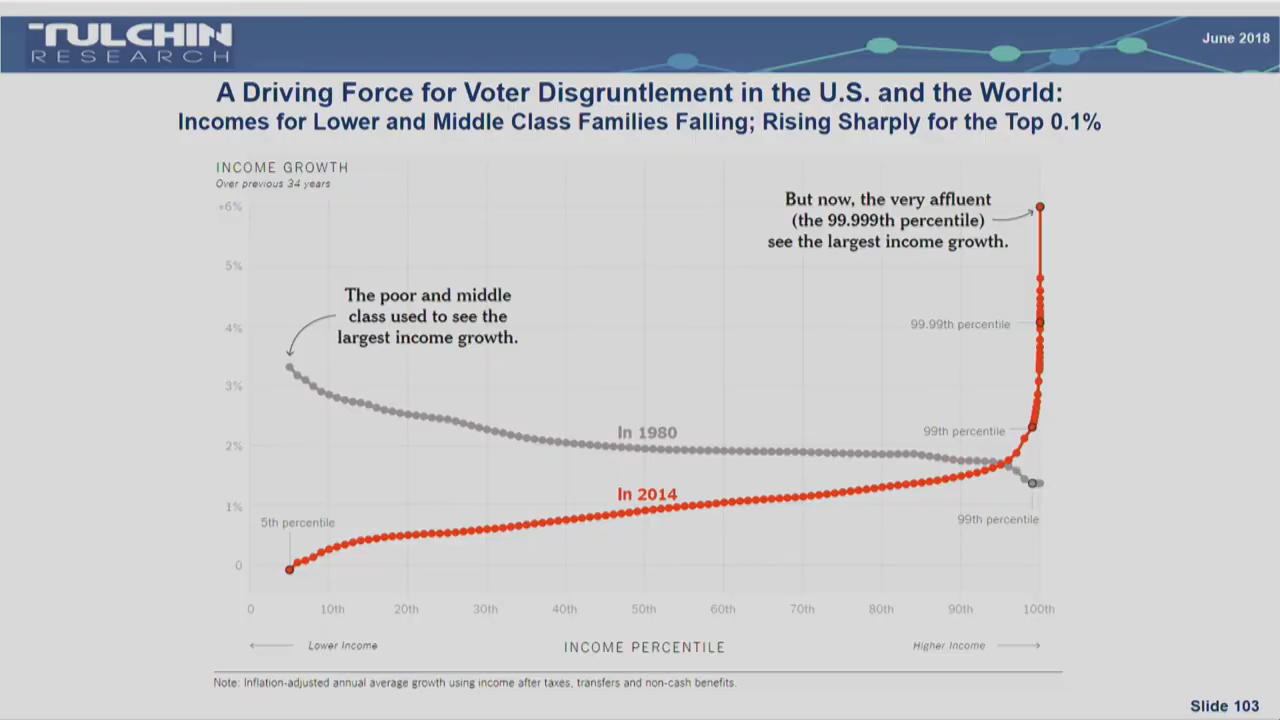 TULCHIN
RESEARCH
June 2018
A Driving Force for Voter Disgruntlement in the U.S. and the World:
Incomes for Lower and Middle Class Families Falling; Rising Sharply for the Top 0.1%
INCOME GROWTH
Over previous 34 years
+6%
5%
4%
3%
2%
1%
0
But now, the very affluent
(the 99.999th percentile)
see the largest income growth.
The poor and middle
class used to see the
largest income growth.
99.99th percentile
99th percentile
In 1980
In 2014
5th percentile
99th percentile
0 10th 20th 30th 40th 50th 60th 70th 80th 90th 100th
Lower Income
INCOME PERCENTILE
Higher Income
Note: Inflation-adjusted annual average growth using income after taxes, transfers and non-cash benefits.
Slide 103